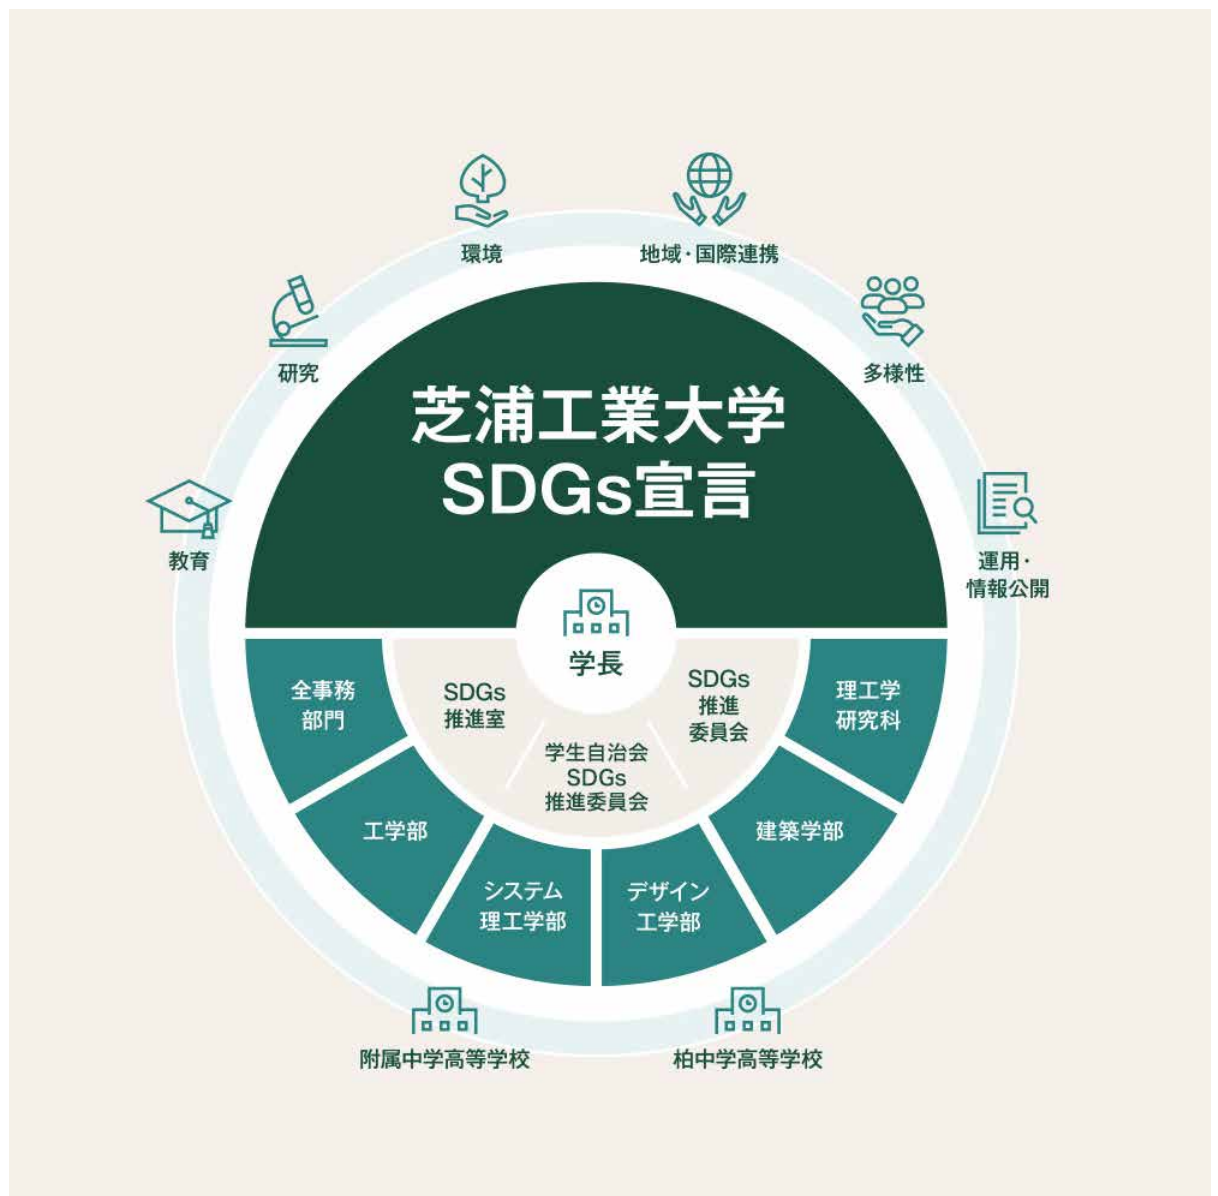 環境
地域・国際連携
研究
多様性
芝浦工業大学
SDGs宣言
教育
運用・
情報公開
学長
全事務
部門
SDGs
推進室
SDGs
推進
委員会
理工学
研究科
学生自治会
SDGs
推進委員会
工学部
建築学部
システム
理工学部
デザイン
工学部
附属中学高等学校
柏中学高等学校